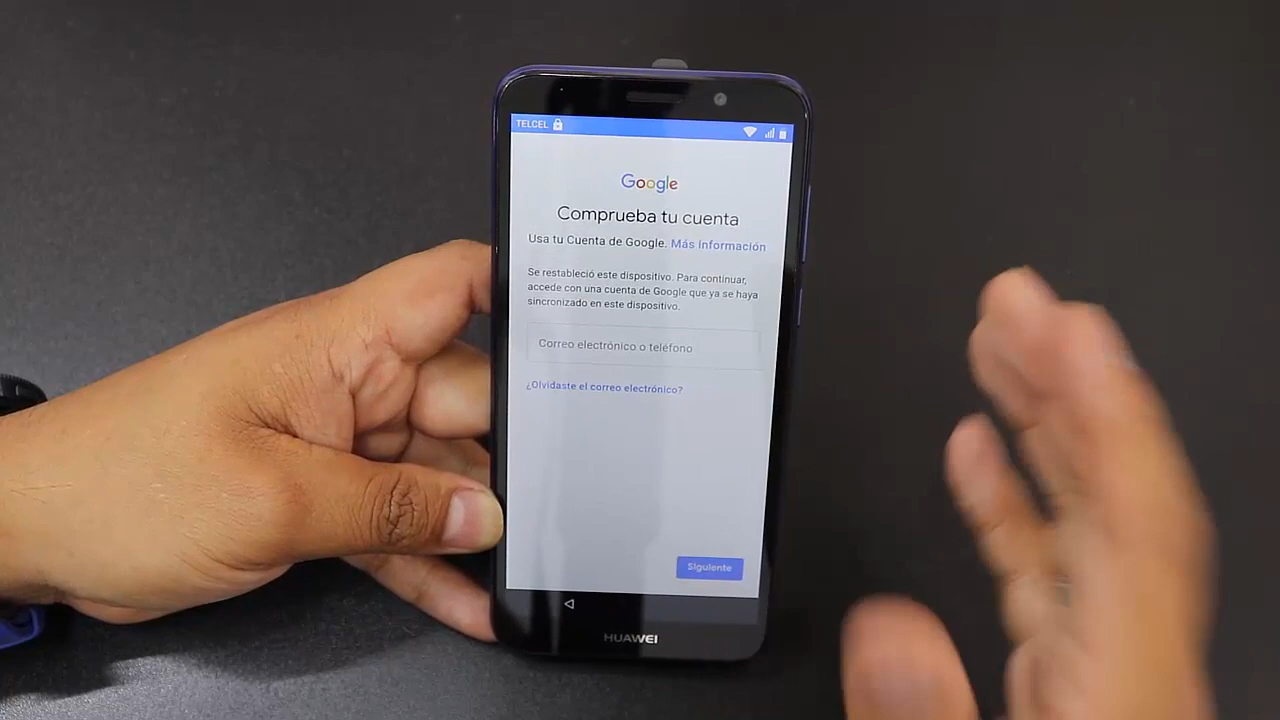 TELCEL
Google
Comprueba tu cuenta
Usa tu Cuenta de Google. Más información
Se restableció este dispositivo. Para continuar,
accede con una cuenta de Google que ya se haya
sincronizado en este dispositivo.
Correo electrónico o teléfono
¿Olvidaste el correo electrónico?
Siguiente
HUAWEI